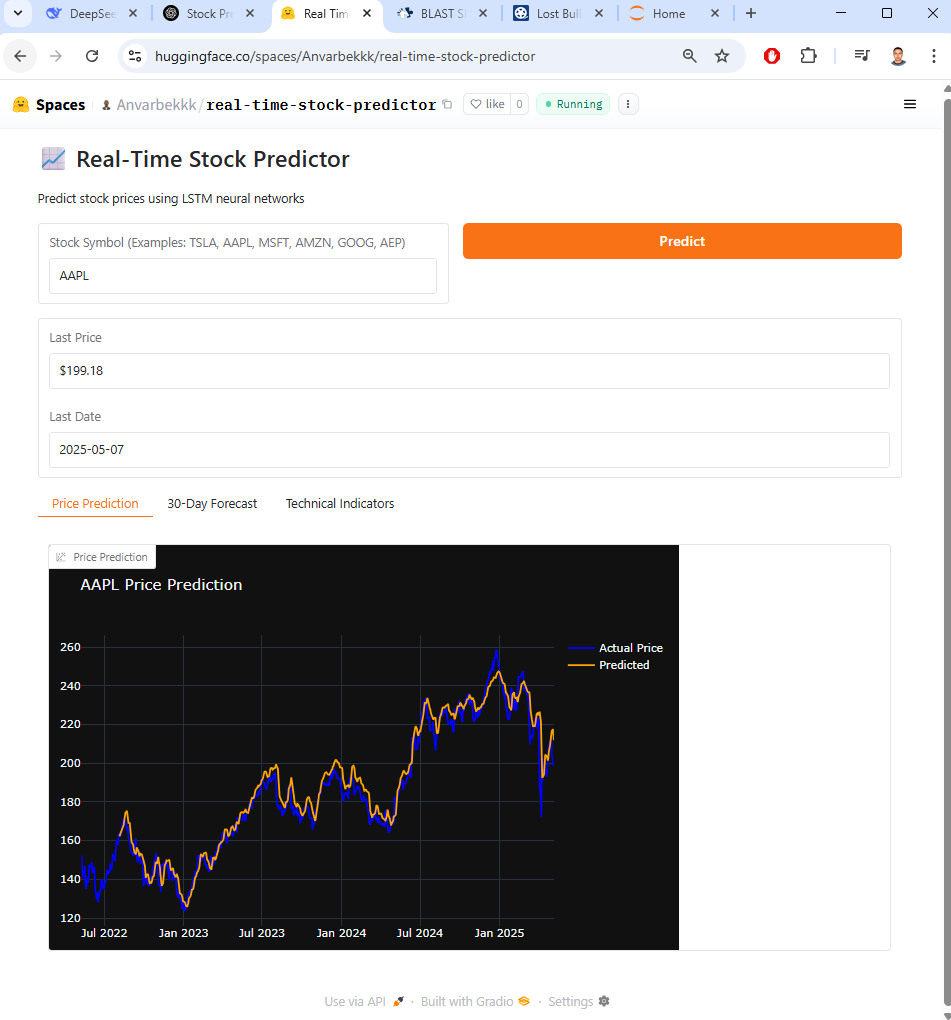 DeepSee
Stock Pr
Real Tim
BLAST S
Lost Bull
Home
huggingface.co/spaces/Anvarbekkk/real-time-stock-predictor
Spaces Anvarbekkk/real-time-stock-predictor like 0 Running
Real-Time Stock Predictor
Predict stock prices using LSTM neural networks
Stock Symbol (Examples: TSLA, AAPL, MSFT, AMZN, GOOG, AEP)
AAPL
Predict
Last Price
$199.18
Last Date
2025-05-07
Price Prediction 30-Day Forecast Technical Indicators
Price Prediction
AAPL Price Prediction
260
240
220
200
180
160
140
120
Jul 2022 Jan 2023 Jul 2023 Jan 2024 Jul 2024 Jan 2025
Actual Price
Predicted
Use via API · Built with Gradio · Settings